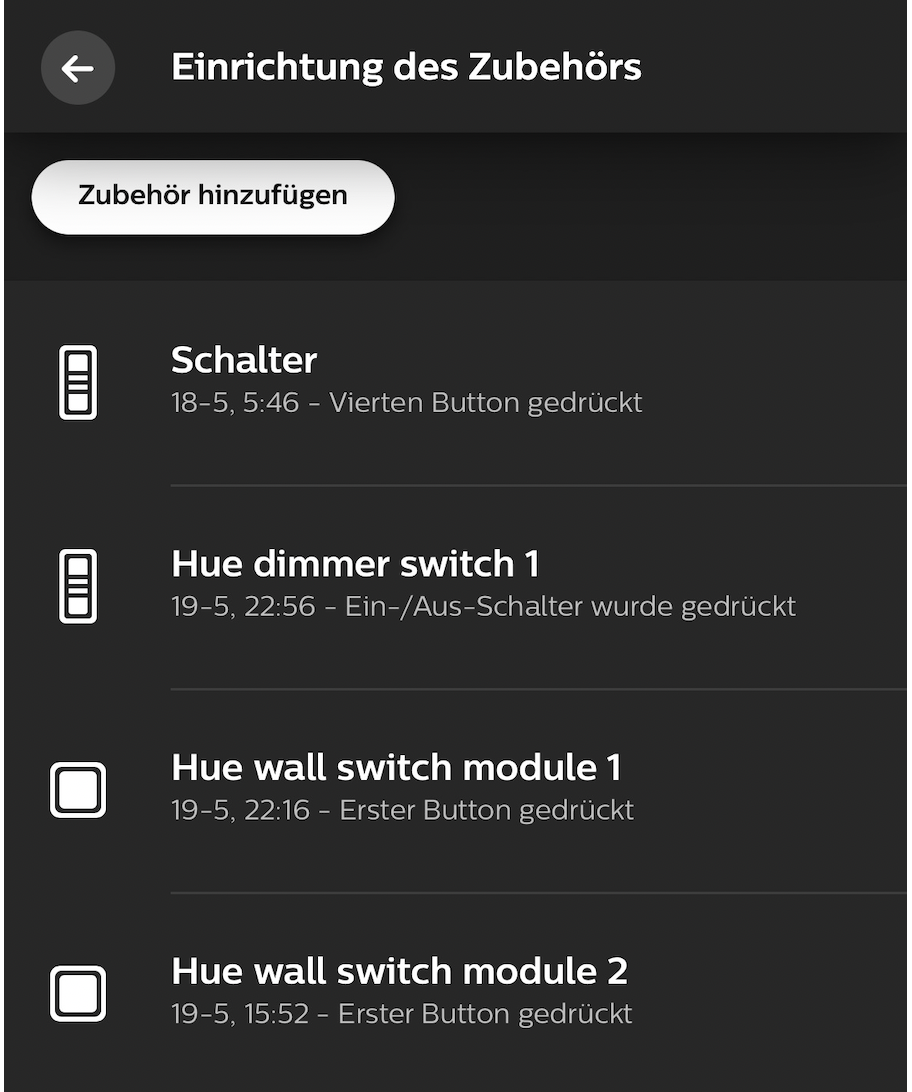 Einrichtung des Zubehörs
Zubehör hinzufügen
Schalter
18-5, 5:46 – Vierten Button gedrückt
Hue dimmer switch 1
19-5, 22:56 – Ein-/Aus-Schalter wurde gedrückt
Hue wall switch module 1
19-5, 22:16 – Erster Button gedrückt
Hue wall switch module 2
19-5, 15:52 – Erster Button gedrückt